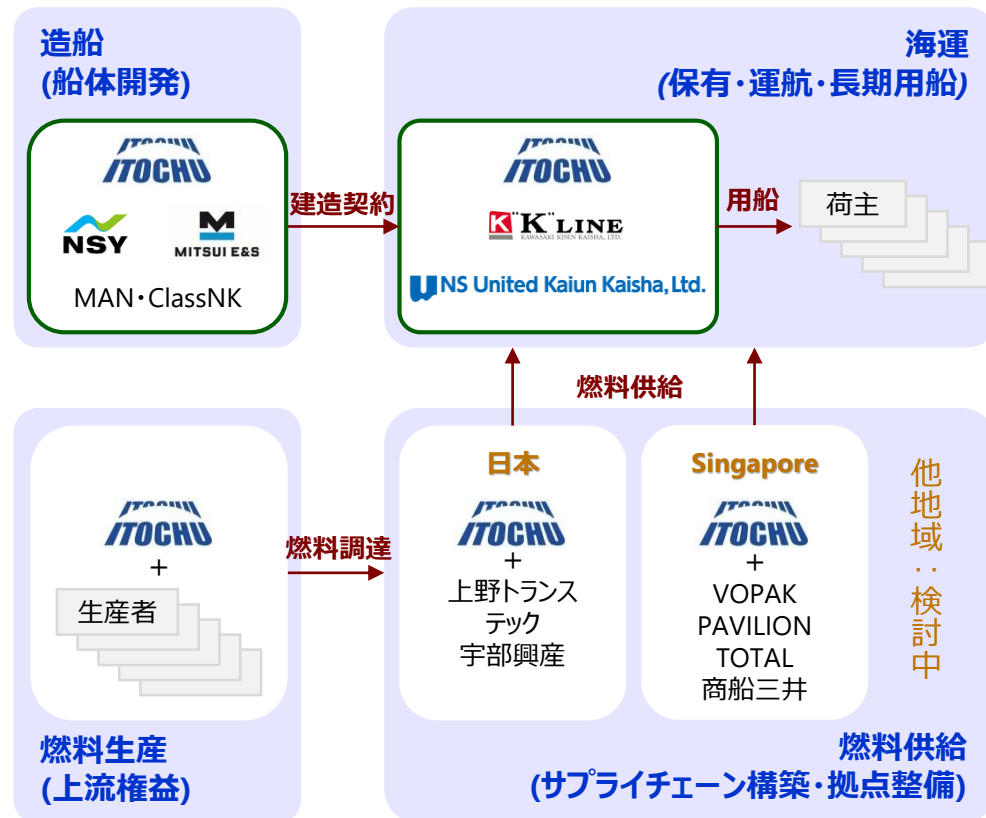 造船
(船体開発)
ITOCHU
NSY
MITSUI E&S
MAN・ClassNK
建造契約
海運
(保有・運航・長期用船)
ITOCHU
"K" LINE
KAWASAKI KISEN KAISHA, LTD.
NS United Kaiun Kaisha, Ltd.
用船
荷主
燃料供給
ITOCHU
+
生産者
燃料生産
(上流権益)
燃料調達
日本
ITOCHU
+
上野トランス
テック
宇部興産
Singapore
ITOCHU
+
VOPAK
PAVILION
TOTAL
商船三井
他地域：検討中
燃料供給
(サプライチェーン構築・拠点整備)